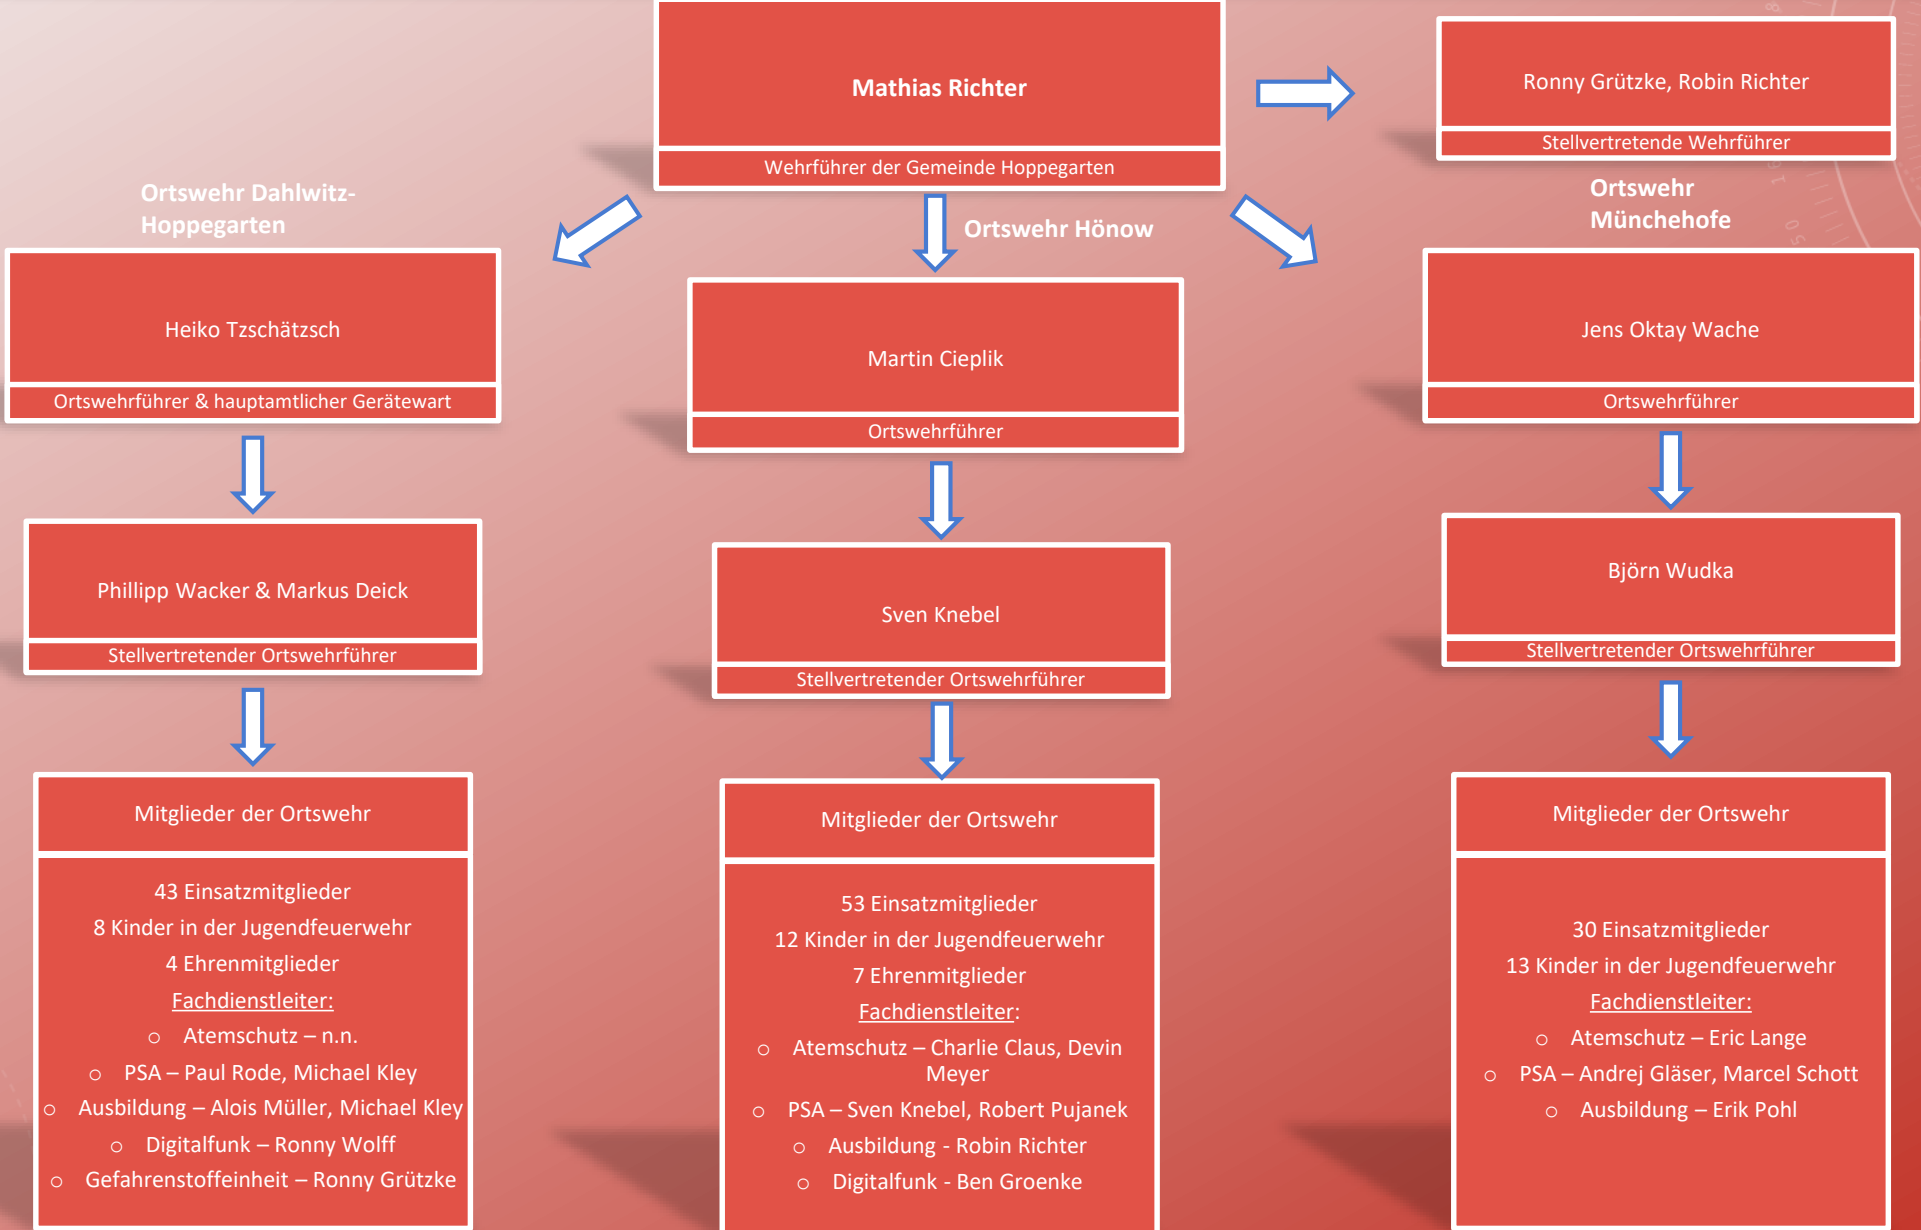 Mathias Richter
Wehrführer der Gemeinde Hoppegarten
Ronny Grützke, Robin Richter
Stellvertretende Wehrführer
Ortswehr Dahlwitz-
Hoppegarten
Heiko Tzschätzsch
Ortswehrführer & hauptamtlicher Gerätewart
Phillipp Wacker & Markus Deick
Stellvertretender Ortswehrführer
Mitglieder der Ortswehr
43 Einsatzmitglieder
8 Kinder in der Jugendfeuerwehr
4 Ehrenmitglieder
Fachdienstleiter:
o Atemschutz – n.n.
o PSA – Paul Rode, Michael Kley
o Ausbildung – Alois Müller, Michael Kley
o Digitalfunk – Ronny Wolff
o Gefahrenstoffeinheit – Ronny Grützke
Ortswehr Hönow
Martin Cieplik
Ortswehrführer
Sven Knebel
Stellvertretender Ortswehrführer
Mitglieder der Ortswehr
53 Einsatzmitglieder
12 Kinder in der Jugendfeuerwehr
7 Ehrenmitglieder
Fachdienstleiter:
o Atemschutz – Charlie Claus, Devin
Meyer
o PSA – Sven Knebel, Robert Pujanek
o Ausbildung - Robin Richter
o Digitalfunk - Ben Groenke
Ortswehr
Münchehofe
Jens Oktay Wache
Ortswehrführer
Björn Wudka
Stellvertretender Ortswehrführer
Mitglieder der Ortswehr
30 Einsatzmitglieder
13 Kinder in der Jugendfeuerwehr
Fachdienstleiter:
o Atemschutz – Eric Lange
o PSA – Andrej Gläser, Marcel Schott
o Ausbildung – Erik Pohl